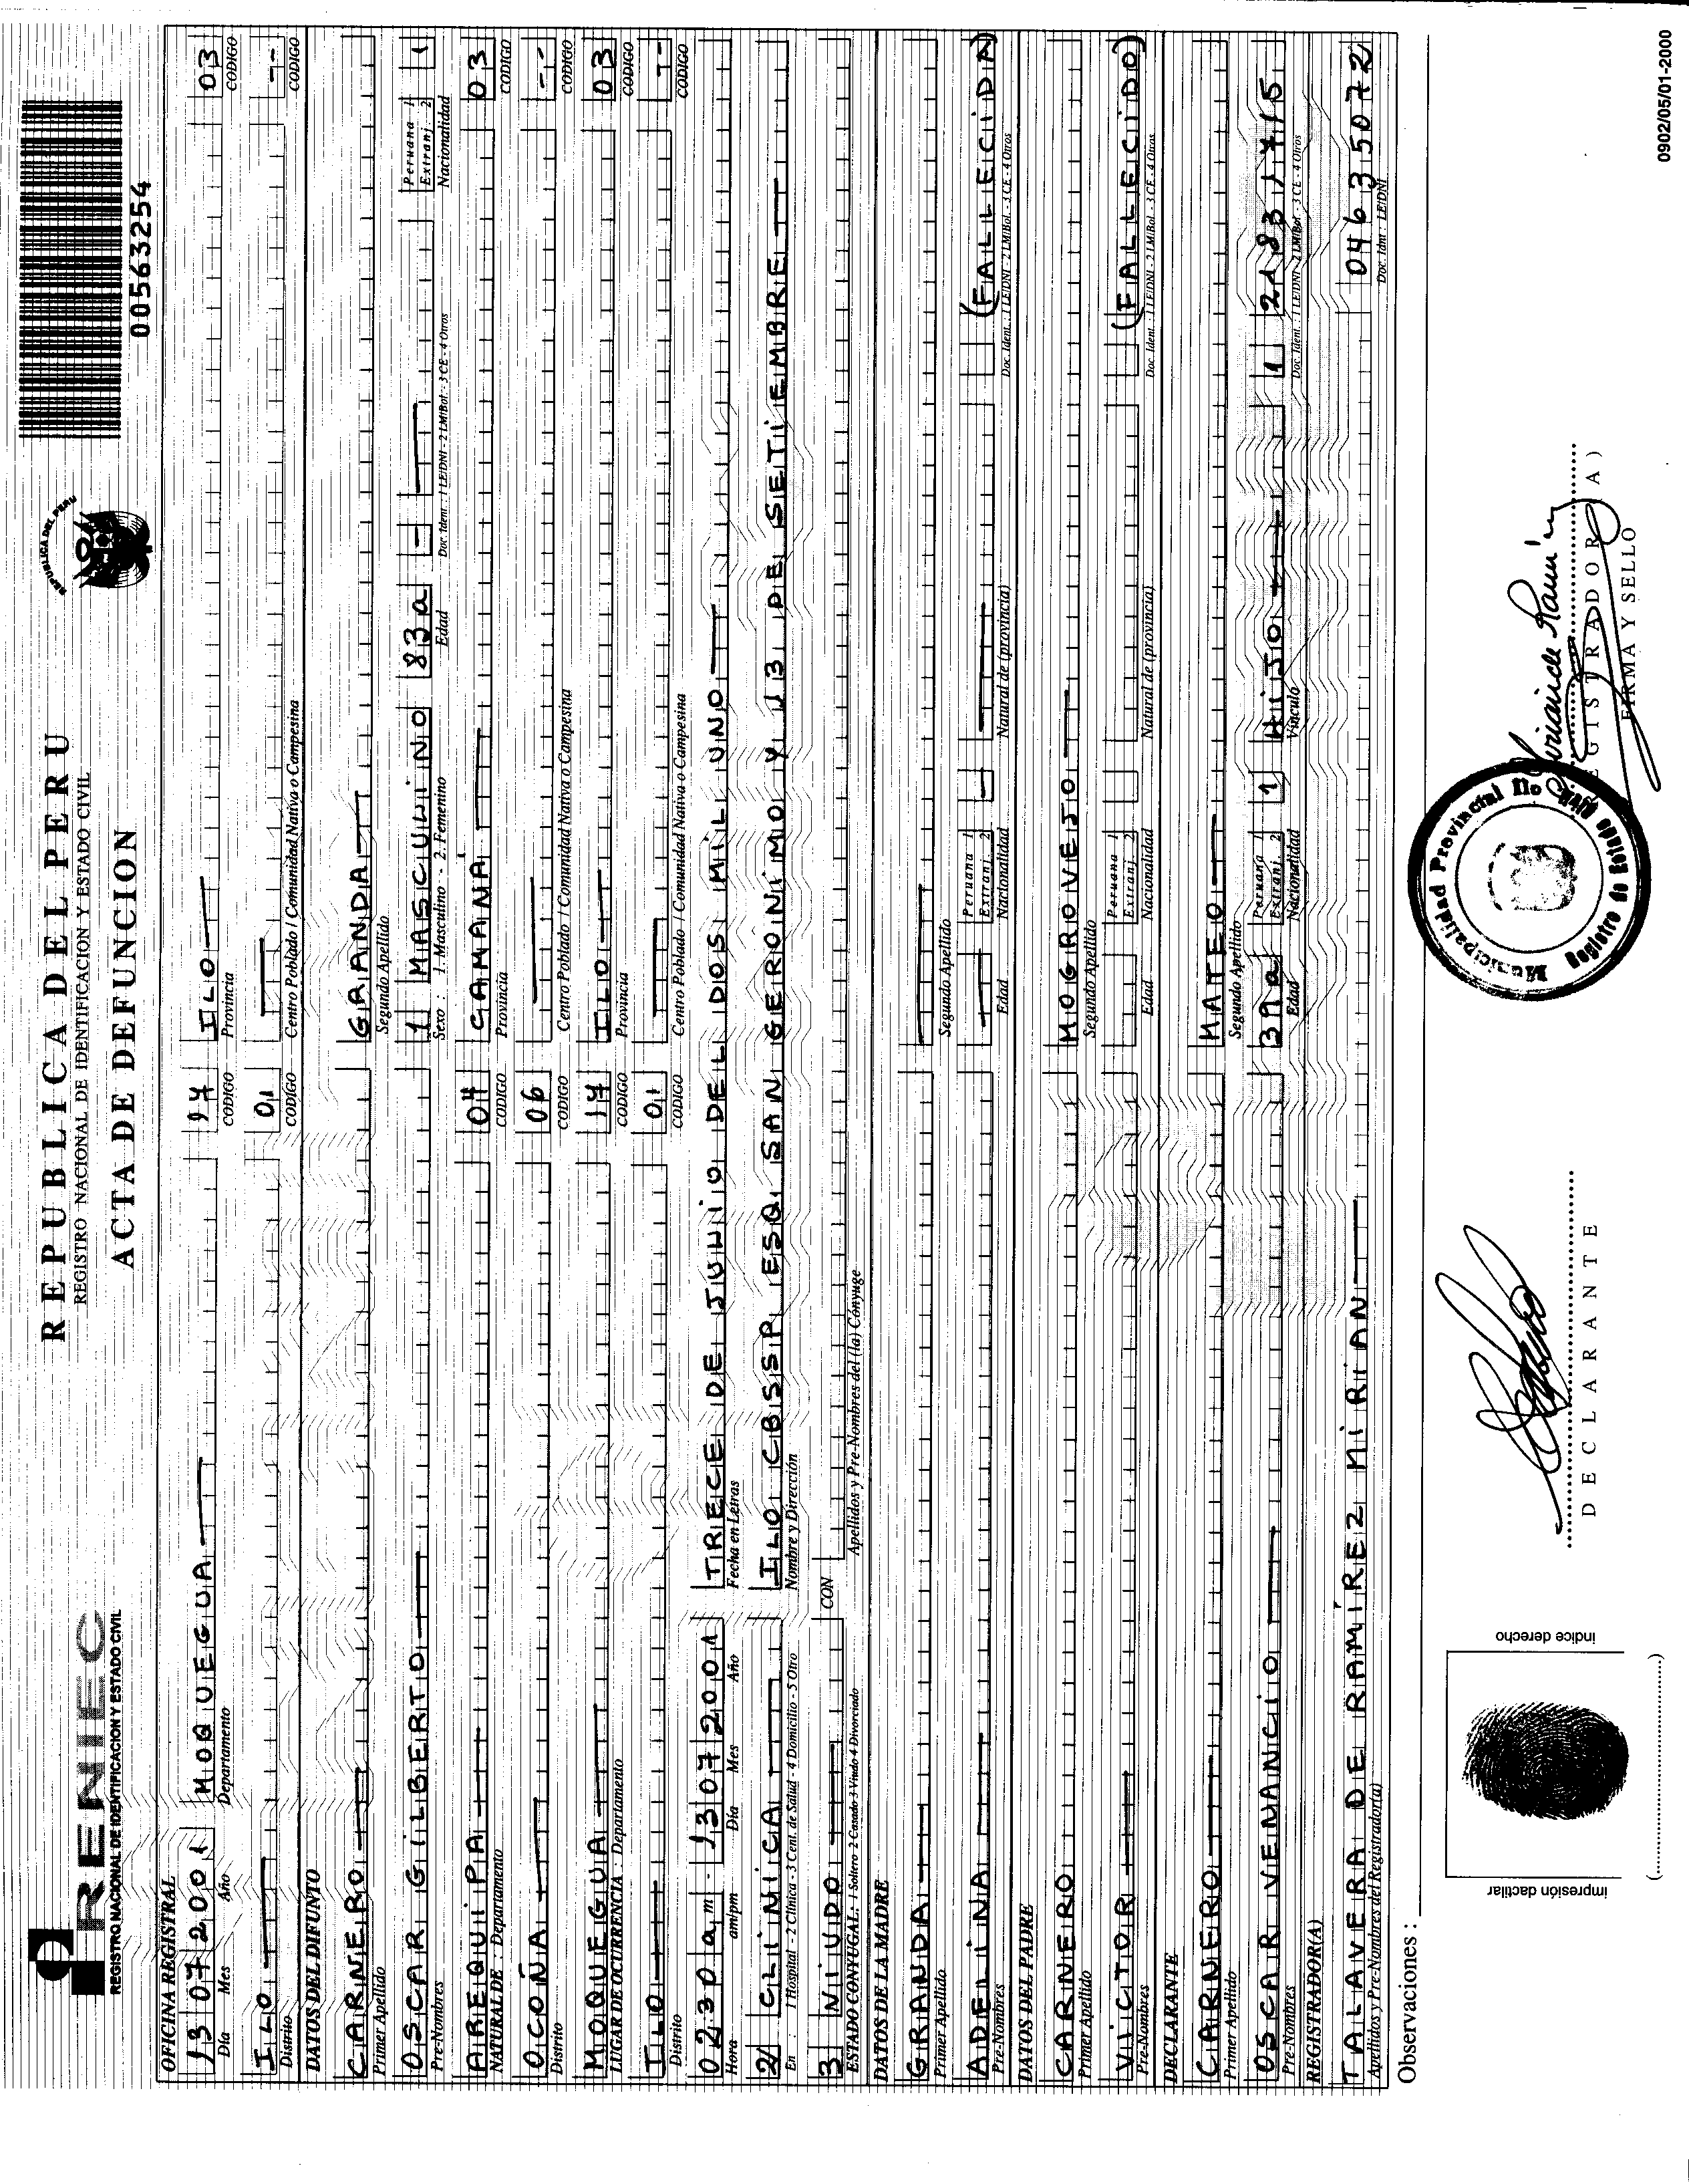 RENIEC
REGISTRO NACIONAL DE IDENTIFICACION Y ESTADO CIVIL
REPUBLICA DEL PERU
REGISTRO NACIONAL DE IDENTIFICACION Y ESTADO CIVIL
ACTA DE DEFUNCION
REPUBLICA DEL PERU
00563254
OFICINA REGISTRAL
13 07 2001 MOQUEGUA 17 ILO 03
Día Mes Año Departamento CODIGO Provincia CODIGO
ILO 01 --
Distrito CODIGO Centro Poblado / Comunidad Nativa o Campesina CODIGO
DATOS DEL DIFUNTO
CARNERO GRANDA
Primer Apellido Segundo Apellido
OSCAR GILBERTO 1 MASCULINO 83a - Peruana 1 Extranj. 2 1
Pre-Nombres Sexo : 1. Masculino - 2. Femenino Edad Doc. Ident. : 1 LE/DNI - 2 LM/Bol. - 3 CE - 4 Otros Nacionalidad
AREQUIPA 04 CAMANA 03
NATURAL DE : Departamento CODIGO Provincia CODIGO
OCOÑA 06 --
Distrito CODIGO Centro Poblado / Comunidad Nativa o Campesina CODIGO
MOQUEGUA 17 ILO 03
LUGAR DE OCURRENCIA : Departamento CODIGO Provincia CODIGO
ILO 01 --
Distrito CODIGO Centro Poblado / Comunidad Nativa o Campesina CODIGO
02 30 am- 13 07 2001 TRECE DE JULIO DEL DOS MIL UNO
Hora am/pm Día Mes Año Fecha en Letras
2 CLINICA ILO CBSSP ESQ SAN GERONIMO Y 23 DE SETIEMBRE
En : 1 Hospital - 2 Clínica - 3 Cent. de Salud - 4 Domicilio - 5 Otro Nombre y Dirección
3 VIUDO CON
ESTADO CONYUGAL: 1 Soltero 2 Casado 3 Viudo 4 Divorciado Apellidos y Pre-Nombres del (la) Cónyuge
DATOS DE LA MADRE
GRANDA
Primer Apellido Segundo Apellido
ADELINA Peruana 1 Extranj. 2 - (FALLECIDA)
Pre-Nombres Edad Nacionalidad Natural de (provincia) Doc. Ident. : 1 LE/DNI - 2 LM/Bol. - 3 CE - 4 Otros
DATOS DEL PADRE
CARNERO MOGROVEJO
Primer Apellido Segundo Apellido
VICTOR Peruana 1 Extranj. 2 (FALLECIDO)
Pre-Nombres Edad Nacionalidad Natural de (provincia) Doc. Ident. : 1 LE/DNI - 2 LM/Bol. - 3 CE - 4 Otros
DECLARANTE
CARNERO MATEO
Primer Apellido Segundo Apellido
OSCAR VENANCIO 39a Peruana 1 Extranj. 2 1 HIJO 1 21831715
Pre-Nombres Edad Nacionalidad Vínculo Doc. Ident. : 1 LE/DNI - 2 LM/Bol. - 3 CE - 4 Otros
REGISTRADOR(A)
TALAVERA DE RAMÍREZ MIRIAN 04635072
Apellidos y Pre-Nombres del Registrador(a) Doc. Idnt : LE/DNI
Observaciones :
impresión dactilar
índice derecho
DECLARANTE
Municipalidad Provincial Ilo
Registro de Estado Civil
REGISTRADOR(A)
FIRMA Y SELLO
0902/05/01-2000